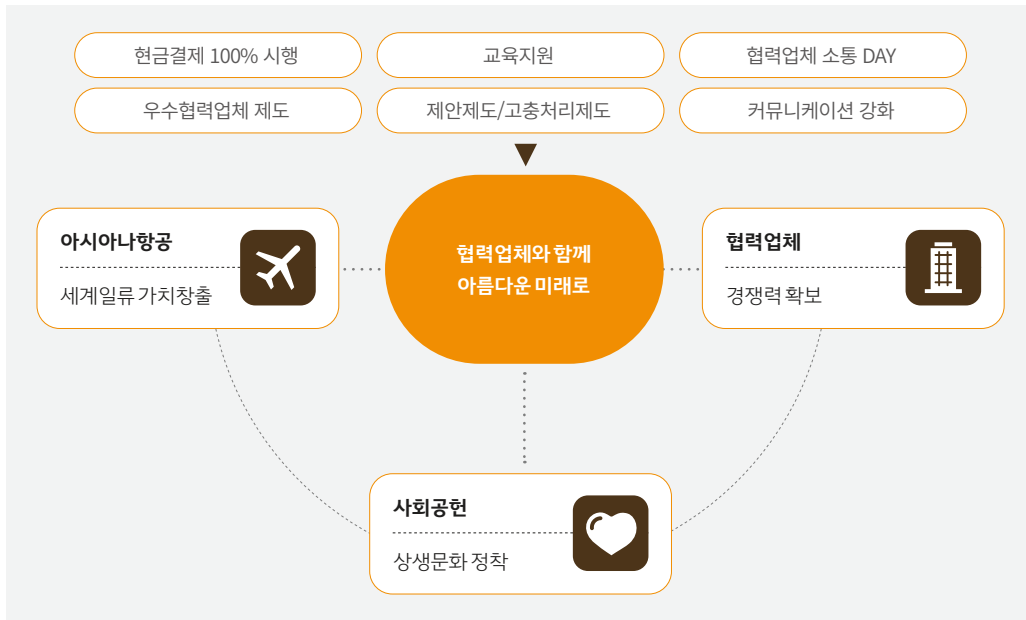 현금결제 100% 시행
교육지원
협력업체 소통 DAY
우수협력업체 제도
제안제도/고충처리제도
커뮤니케이션 강화
협력업체와 함께
아름다운 미래로
아시아나항공
세계일류 가치창출
협력업체
경쟁력 확보
사회공헌
상생문화 정착